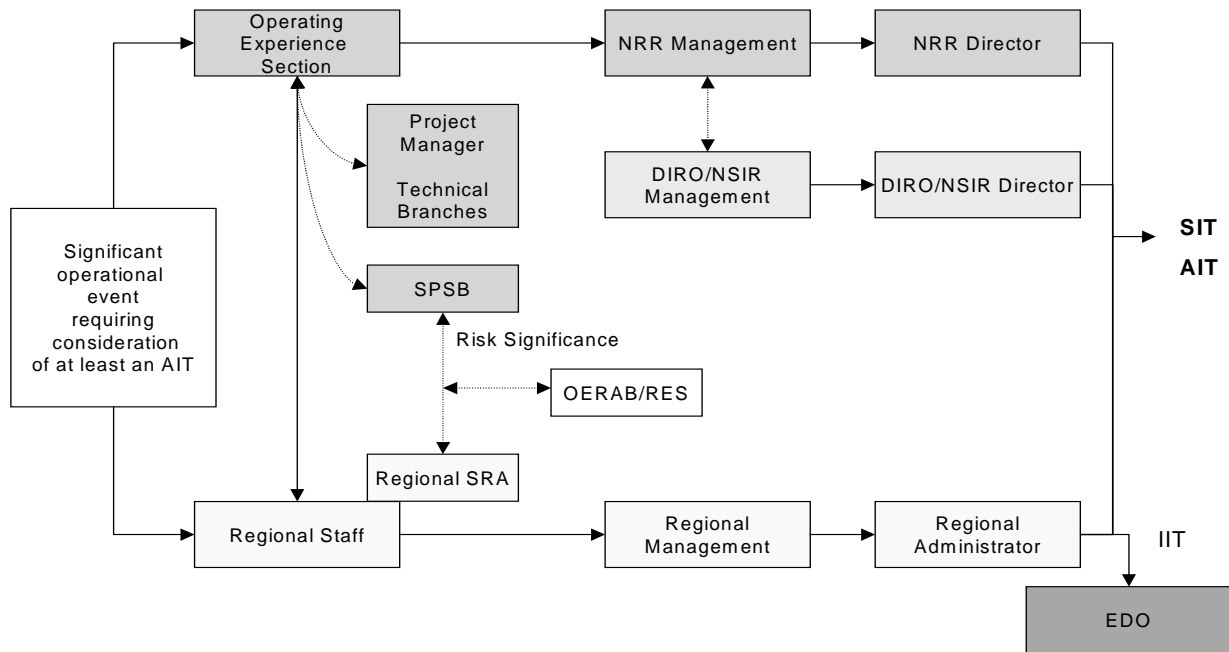 Operating
Experience
Section
NRR Management
NRR Director
Project
Manager
Technical
Branches
DIRO/NSIR
Management
DIRO/NSIR Director
Significant
operational
event
requiring
consideration
of at least an AIT
SIT
AIT
SPSB
Risk Significance
OERAB/RES
Regional SRA
Regional Staff
Regional
Management
Regional
Administrator
IIT
EDO